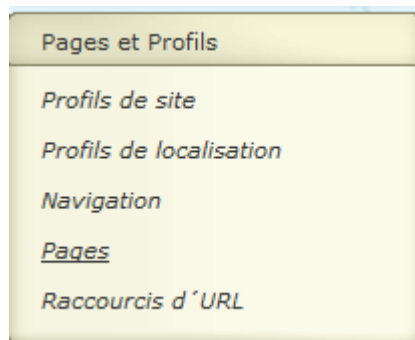 Pages et Profils
Profils de site
Profils de localisation
Navigation
Pages
Raccourcis d´URL